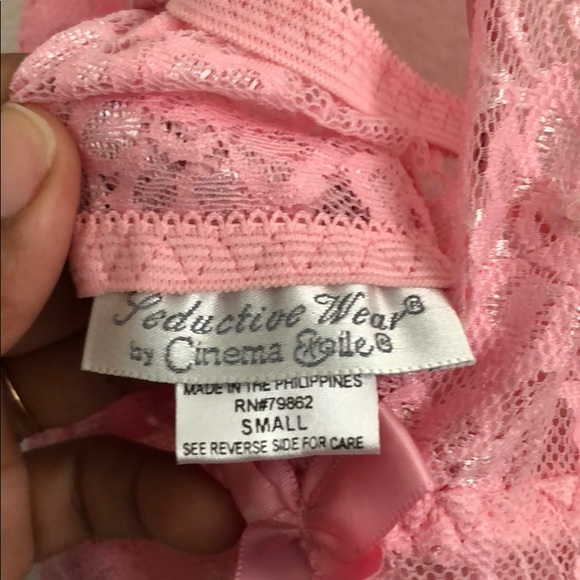 Seductive Wear®
by Cinema Etoile®
MADE IN THE PHILIPPINES
RN#79862
SMALL
SEE REVERSE SIDE FOR CARE